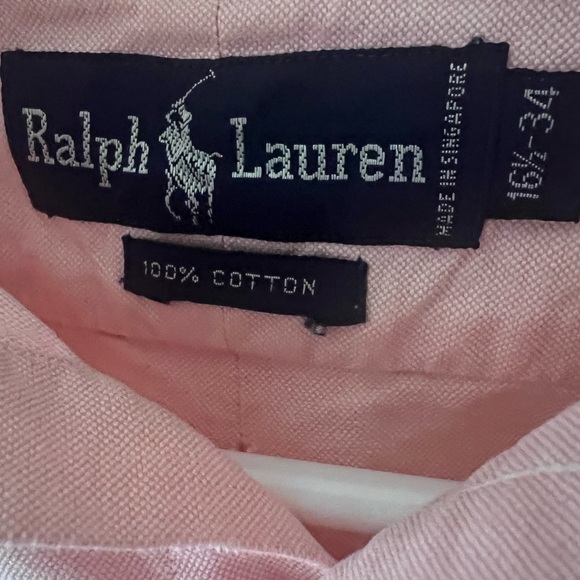 Ralph Lauren
MADE IN SINGAPORE
16½-34
100% COTTON